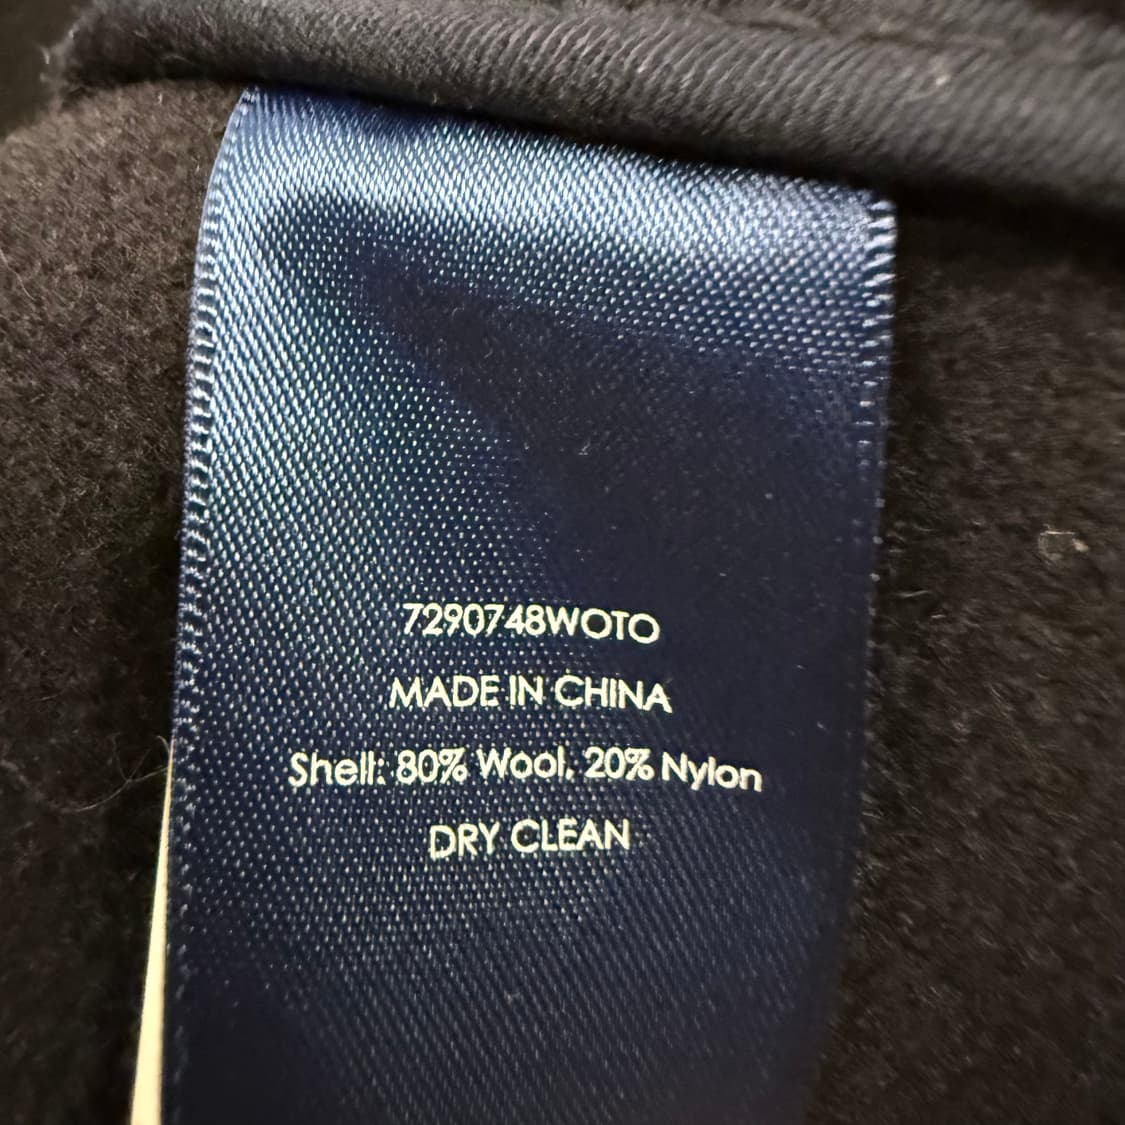 7290748WOTO
MADE IN CHINA
Shell: 80% Wool, 20% Nylon
DRY CLEAN